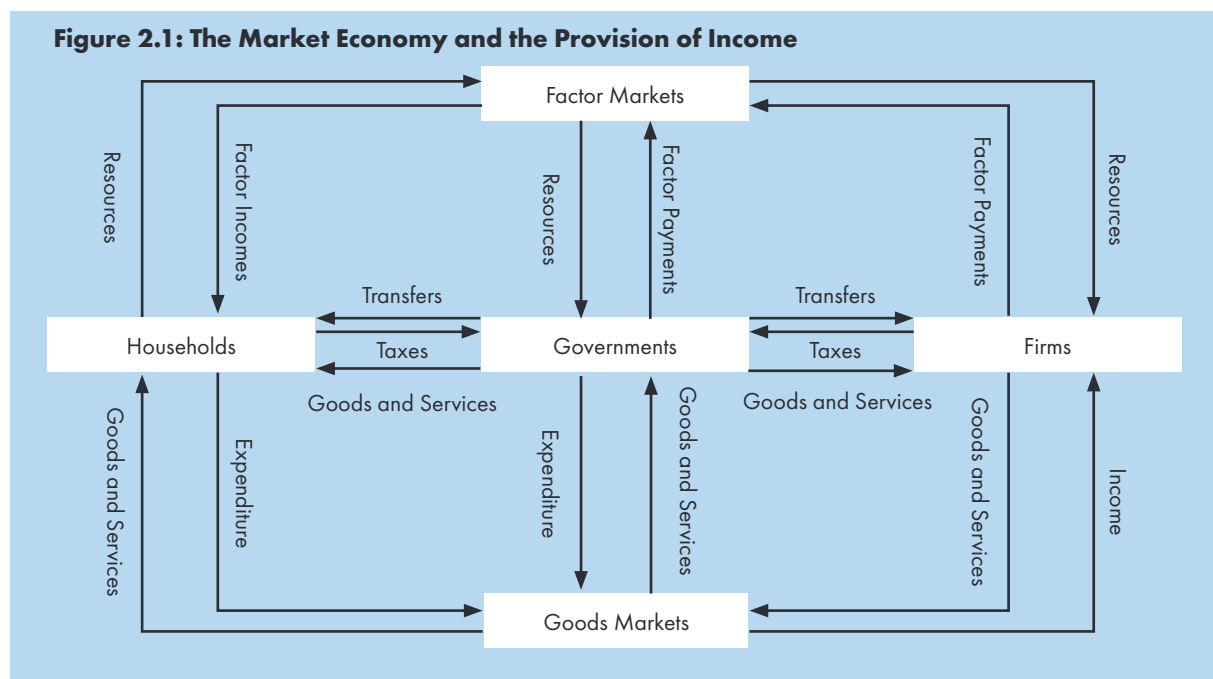 Figure 2.1: The Market Economy and the Provision of Income
Factor Markets
Resources
Factor Incomes
Resources
Factor Payments
Factor Payments
Resources
Transfers
Transfers
Households
Governments
Firms
Taxes
Taxes
Goods and Services
Goods and Services
Goods and Services
Expenditure
Expenditure
Goods and Services
Goods and Services
Income
Goods Markets